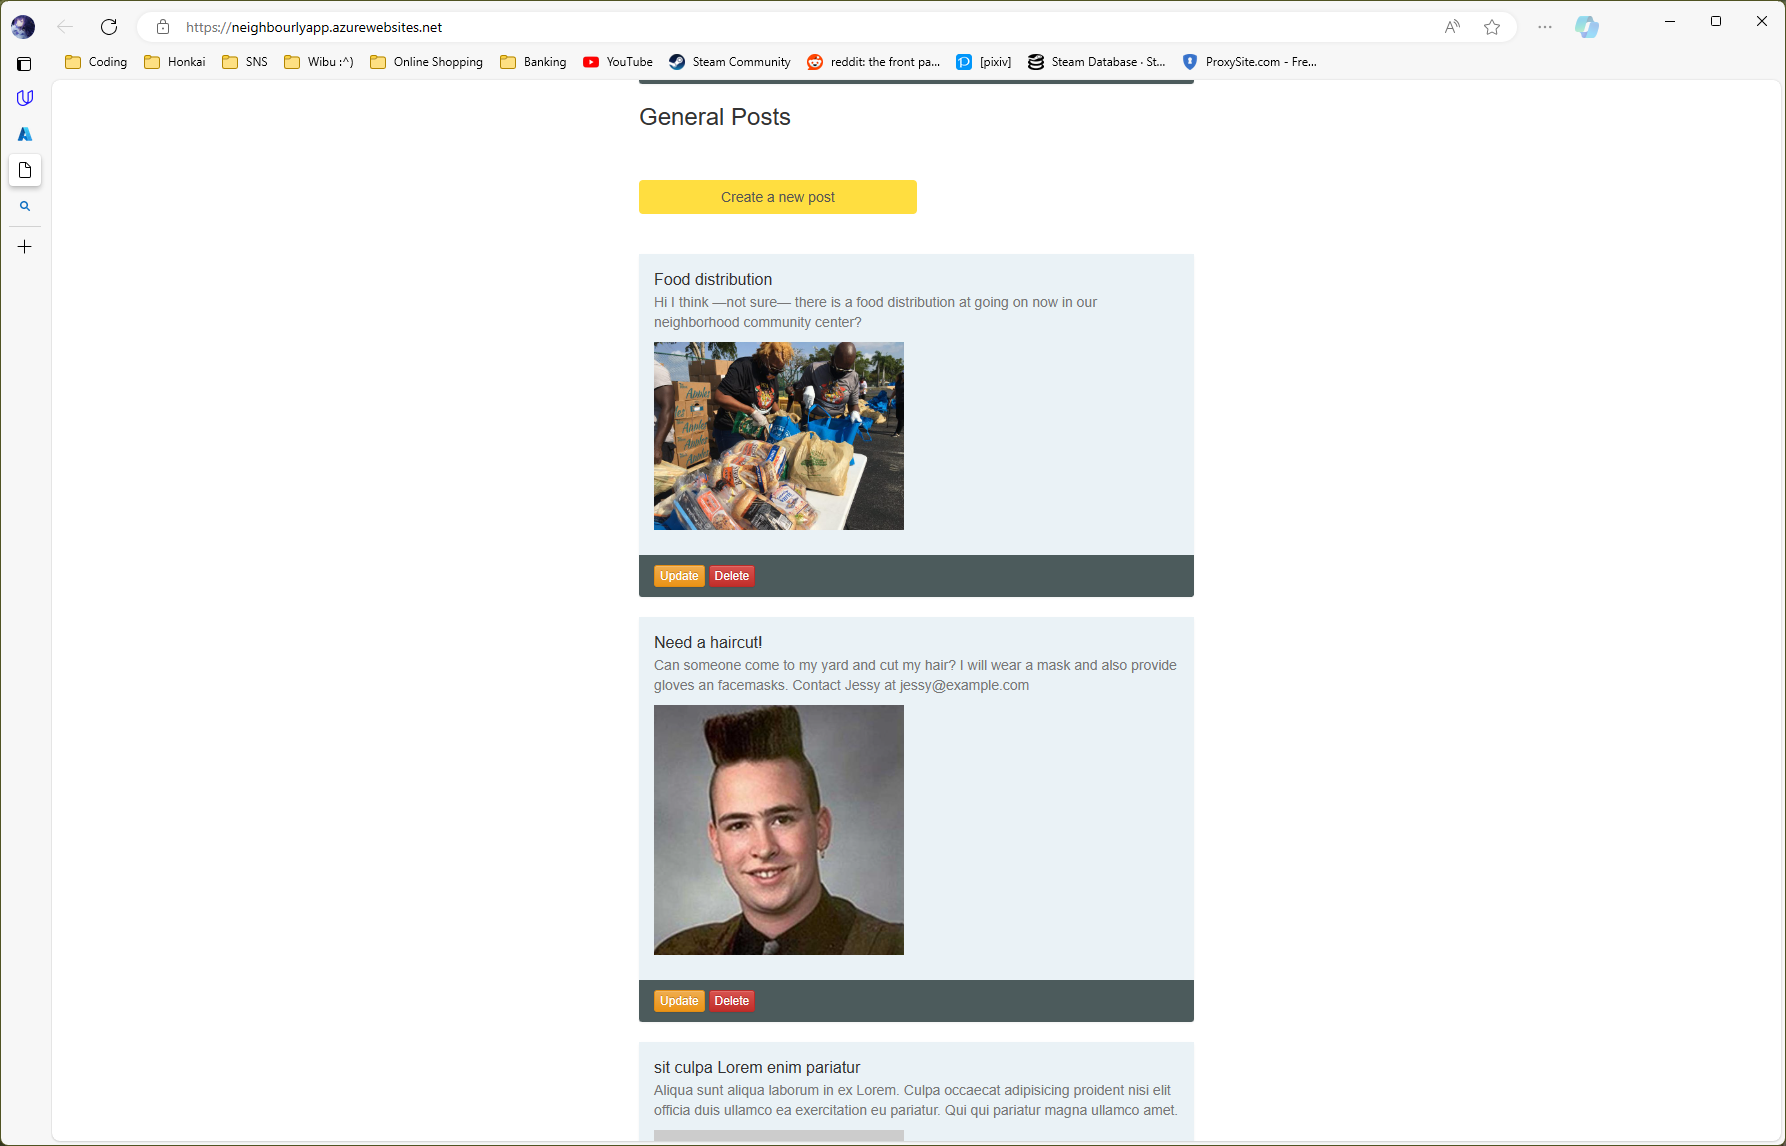 https://neighbourlyapp.azurewebsites.net
Coding
Honkai
SNS
Wibu :^)
Online Shopping
Banking
YouTube
Steam Community
reddit: the front pa...
[pixiv]
Steam Database · St...
ProxySite.com - Fre...
General Posts
Create a new post
Food distribution
Hi I think —not sure— there is a food distribution at going on now in our
neighborhood community center?
Apples
Apples
Update
Delete
Need a haircut!
Can someone come to my yard and cut my hair? I will wear a mask and also provide
gloves an facemasks. Contact Jessy at jessy@example.com
Update
Delete
sit culpa Lorem enim pariatur
Aliqua sunt aliqua laborum in ex Lorem. Culpa occaecat adipisicing proident nisi elit
officia duis ullamco ea exercitation eu pariatur. Qui qui pariatur magna ullamco amet.